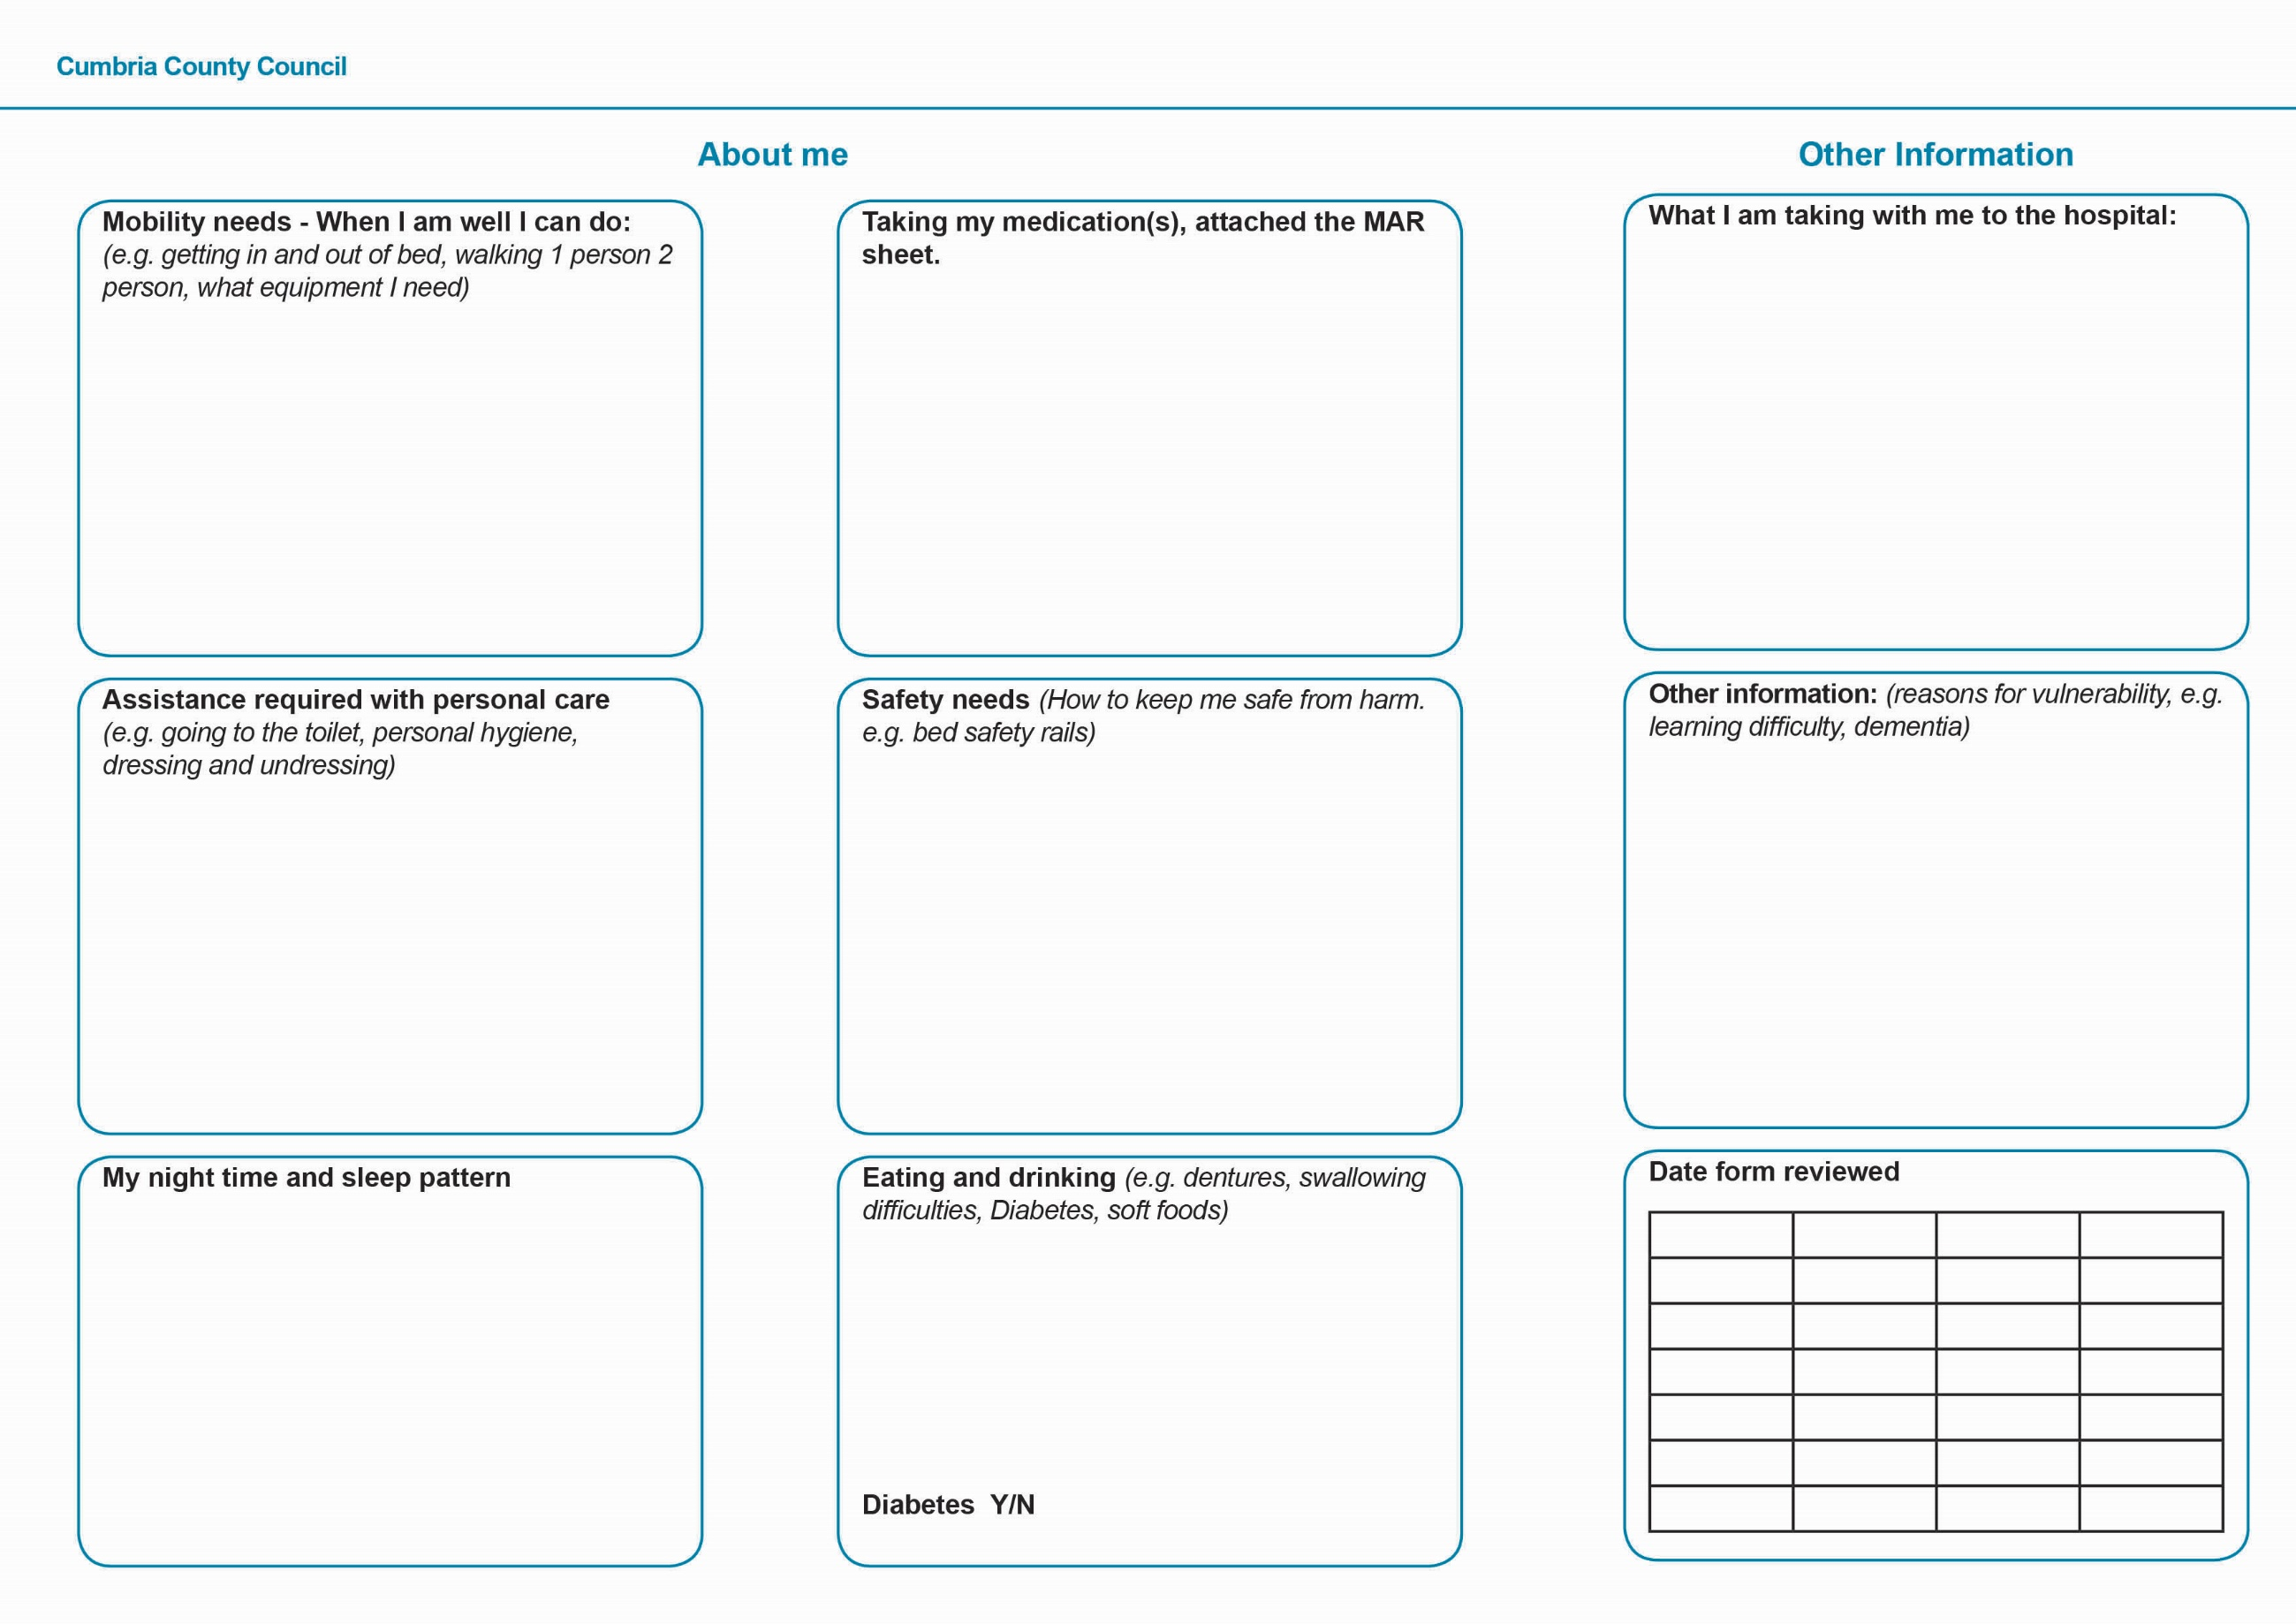 Cumbria County Council
About me
Mobility needs - When I am well I can do:
(e.g. getting in and out of bed, walking 1 person 2
person, what equipment I need)
Assistance required with personal care
(e.g. going to the toilet, personal hygiene,
dressing and undressing)
My night time and sleep pattern
Taking my medication(s), attached the MAR
sheet.
Safety needs (How to keep me safe from harm.
e.g. bed safety rails)
Eating and drinking (e.g. dentures, swallowing
difficulties, Diabetes, soft foods)
Diabetes  Y/N
Other Information
What I am taking with me to the hospital:
Other information: (reasons for vulnerability, e.g.
learning difficulty, dementia)
Date form reviewed